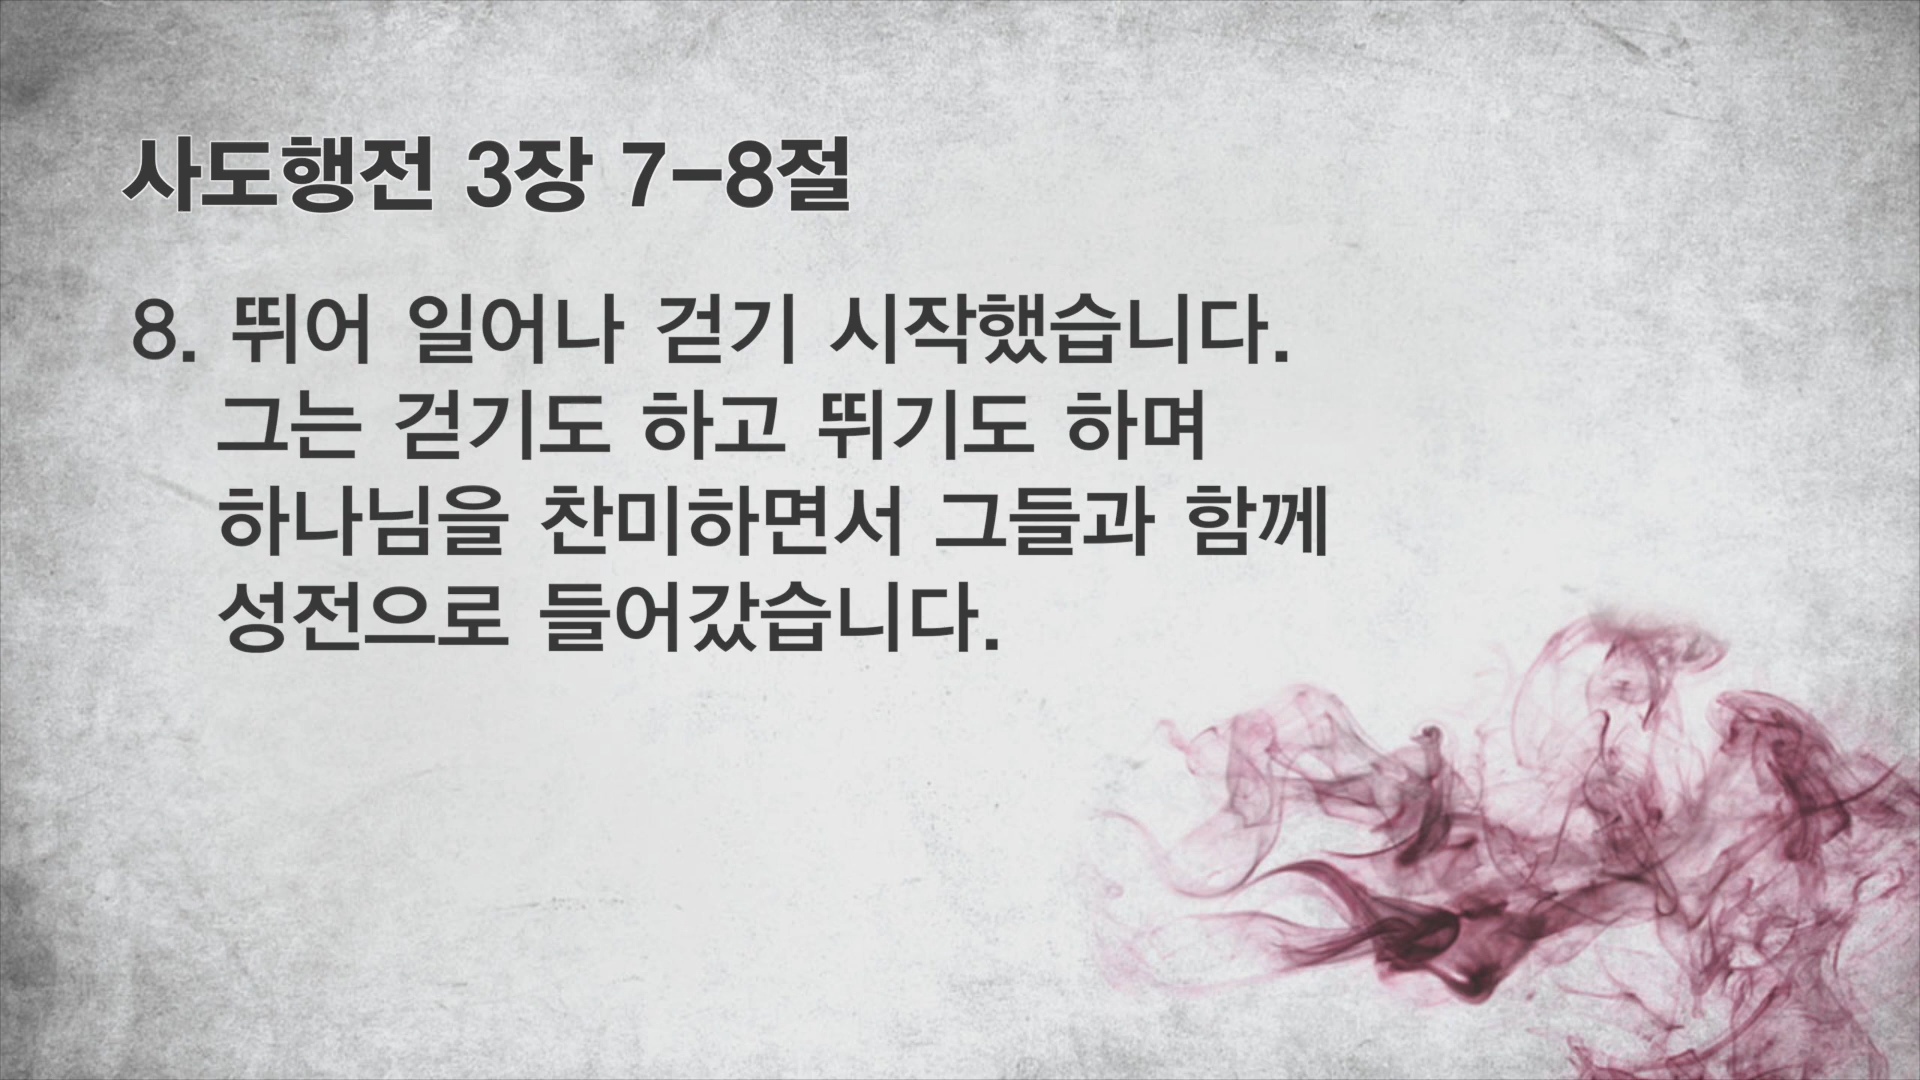 사도행전 3장 7-8절
8. 뛰어 일어나 걷기 시작했습니다.
그는 걷기도 하고 뛰기도 하며
하나님을 찬미하면서 그들과 함께
성전으로 들어갔습니다.